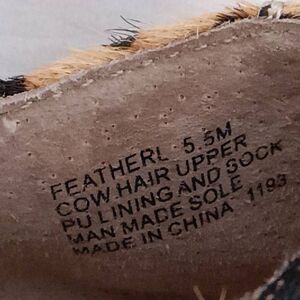 FEATHERL 5.5M
COW HAIR UPPER
PU LINING AND SOCK
MAN MADE SOLE
MADE IN CHINA 1193